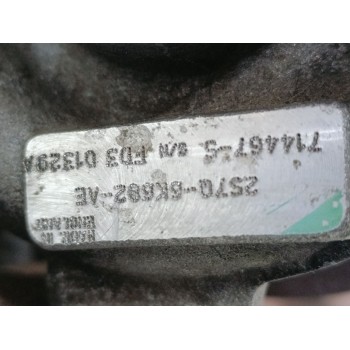 714467-5 S/N FD3 01329A
2S7Q-6K682-AE
MADE IN
ENGLAND